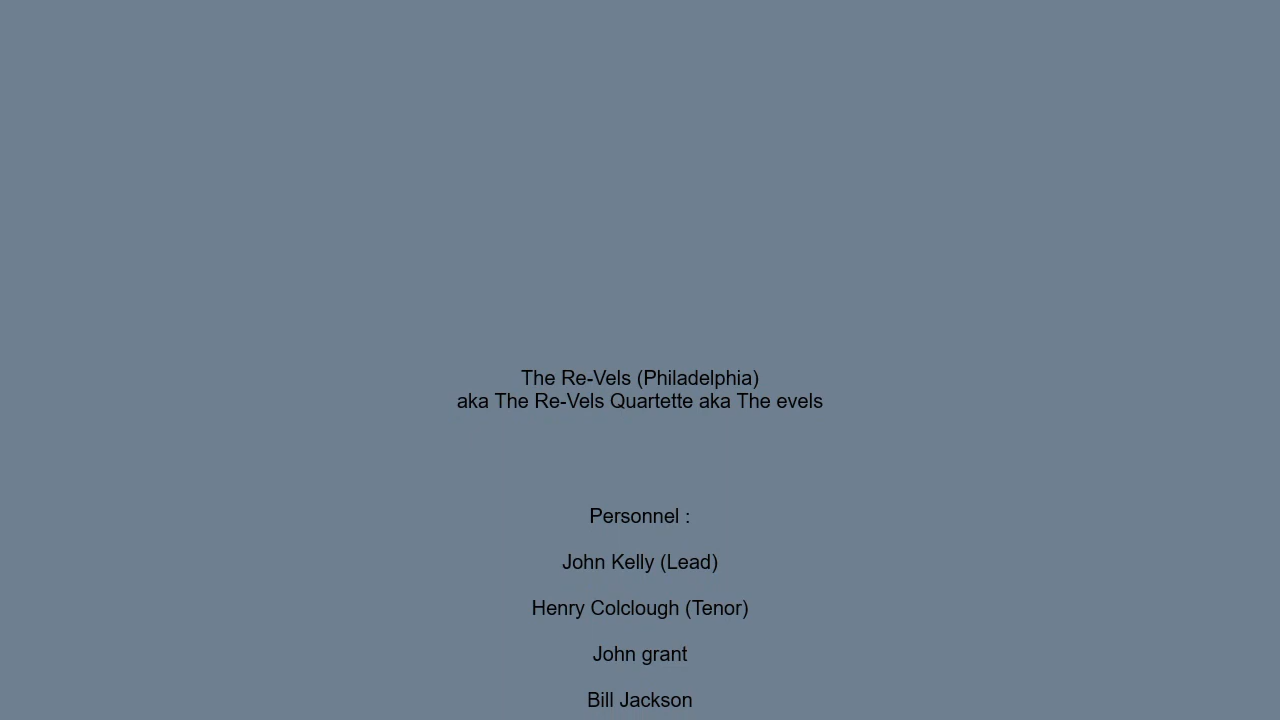 The Re-Vels (Philadelphia)
aka The Re-Vels Quartette aka The evels
Personnel :
John Kelly (Lead)
Henry Colclough (Tenor)
John grant
Bill Jackson